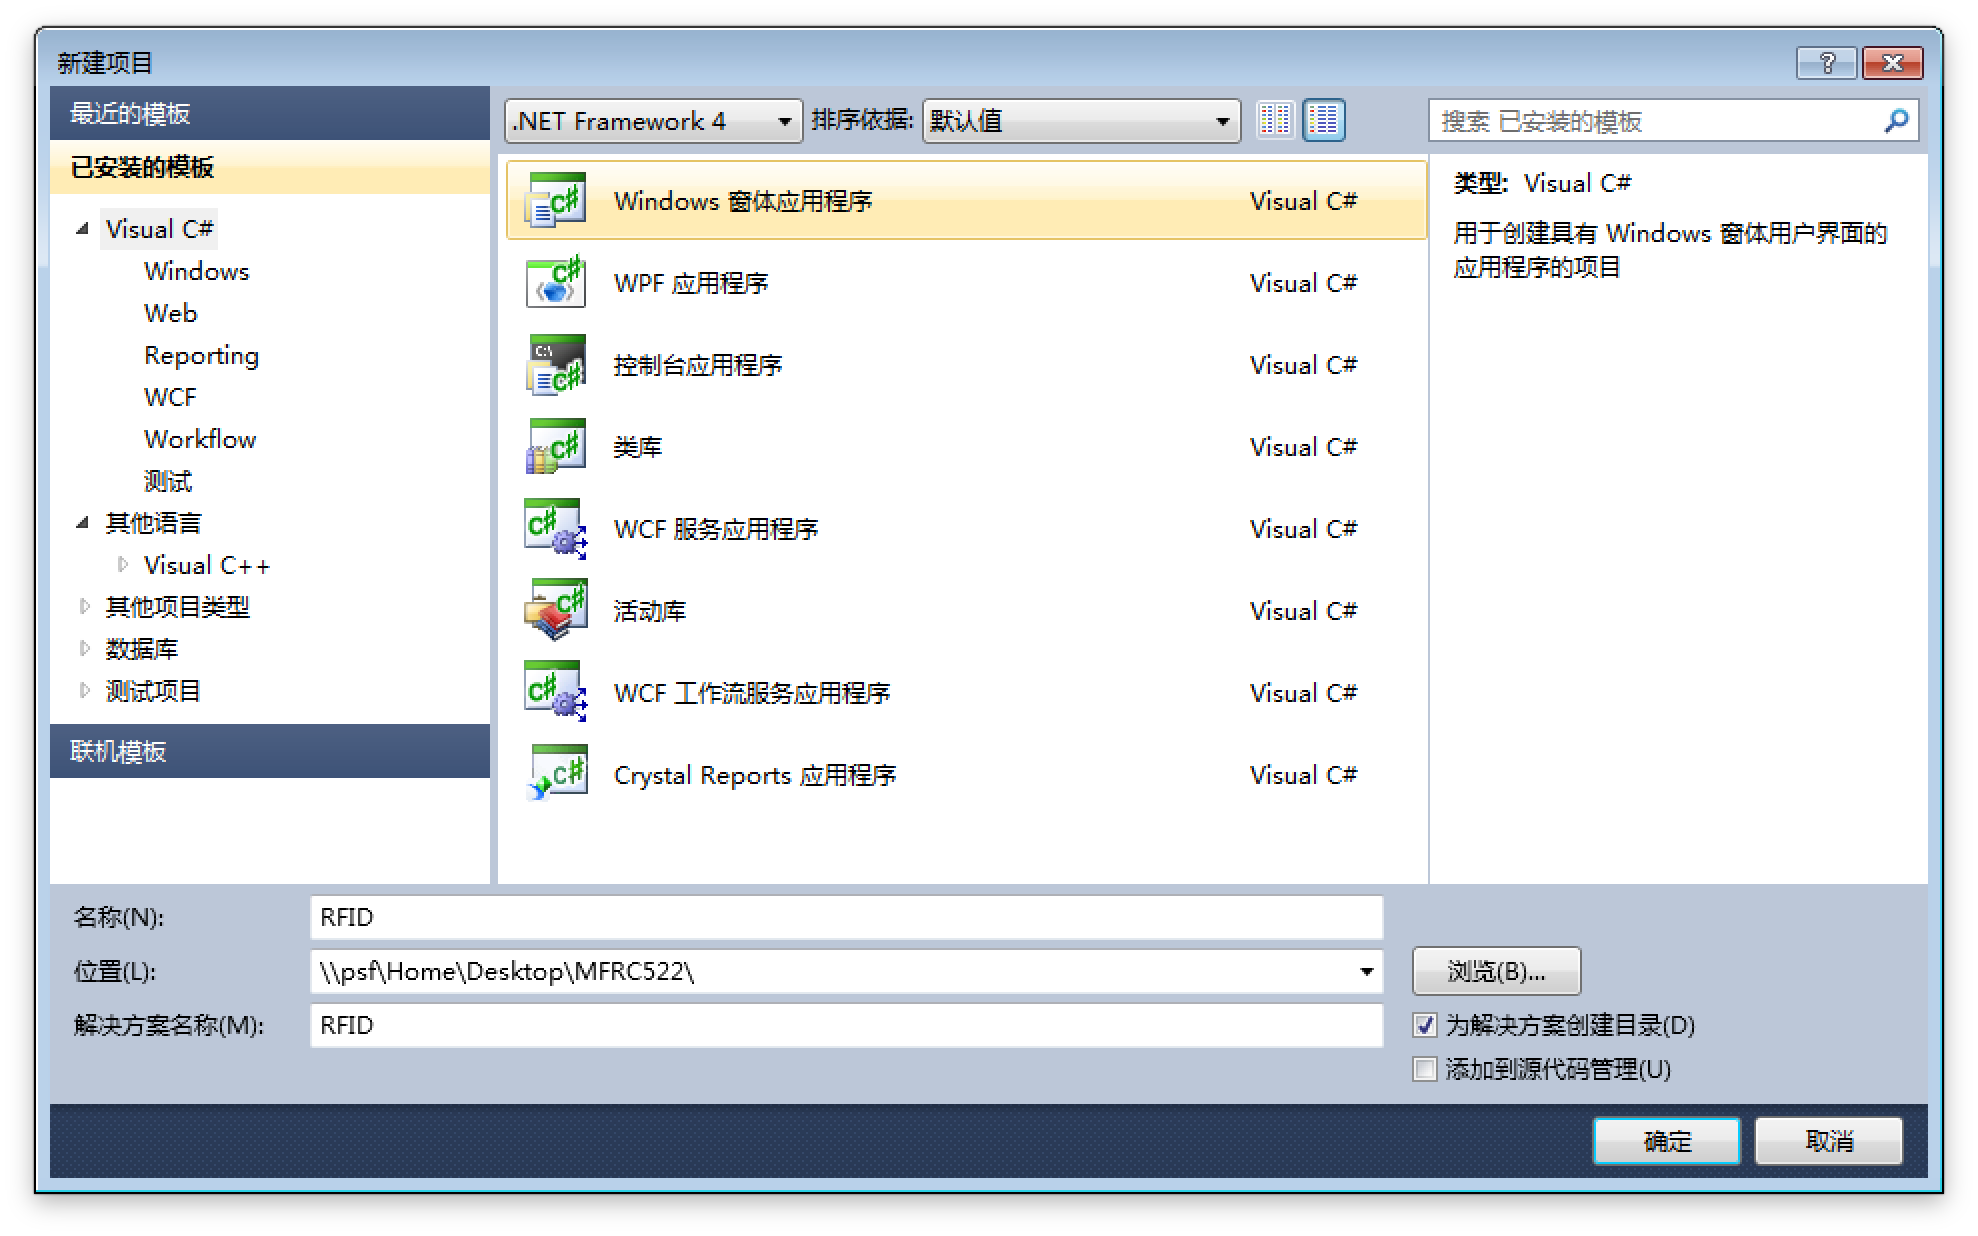 新建项目
最近的模板
已安装的模板
Visual C#
Windows
Web
Reporting
WCF
Workflow
测试
其他语言
Visual C++
其他项目类型
数据库
测试项目
联机模板
.NET Framework 4 排序依据: 默认值
Windows 窗体应用程序 Visual C#
WPF 应用程序 Visual C#
控制台应用程序 Visual C#
类库 Visual C#
WCF 服务应用程序 Visual C#
活动库 Visual C#
WCF 工作流服务应用程序 Visual C#
Crystal Reports 应用程序 Visual C#
搜索 已安装的模板
类型: Visual C#
用于创建具有 Windows 窗体用户界面的
应用程序的项目
名称(N): RFID
位置(L): \\psf\Home\Desktop\MFRC522\ 浏览(B)...
解决方案名称(M): RFID 为解决方案创建目录(D)
添加到源代码管理(U)
确定 取消